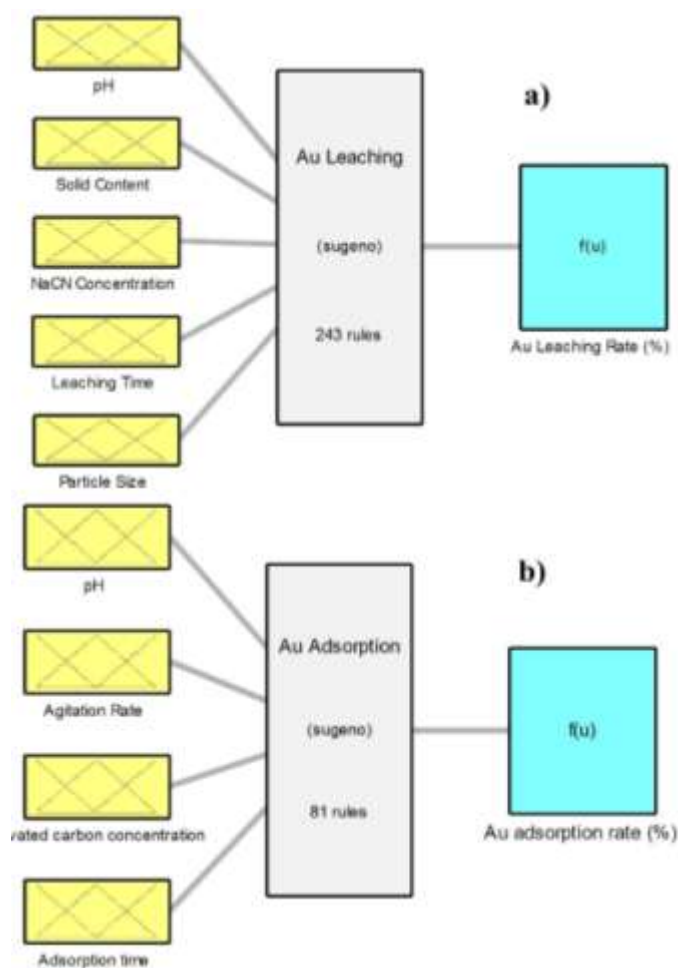 pH
Solid Content
NaCN Concentration
Leaching Time
Particle Size
Au Leaching
(sugeno)
243 rules
a)
f(u)
Au Leaching Rate (%)
pH
Agitation Rate
vated carbon concentration
Adsorption time
Au Adsorption
(sugeno)
81 rules
b)
f(u)
Au adsorption rate (%)